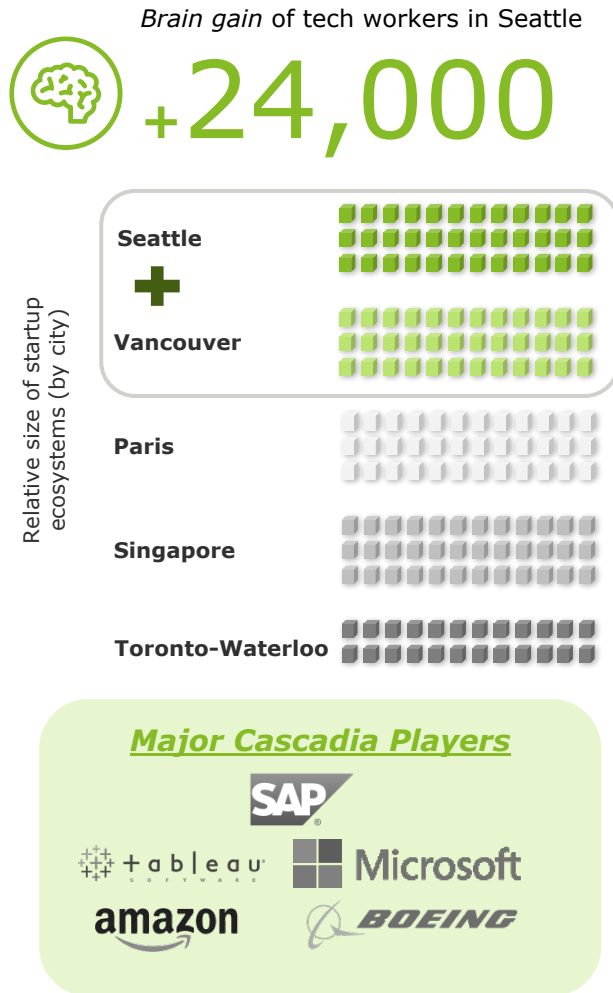 Brain gain of tech workers in Seattle
+24,000
Relative size of startup
ecosystems (by city)
Seattle
Vancouver
Paris
Singapore
Toronto-Waterloo
Major Cascadia Players
SAP®
+ableau
SOFTWARE
Microsoft
amazon
BOEING